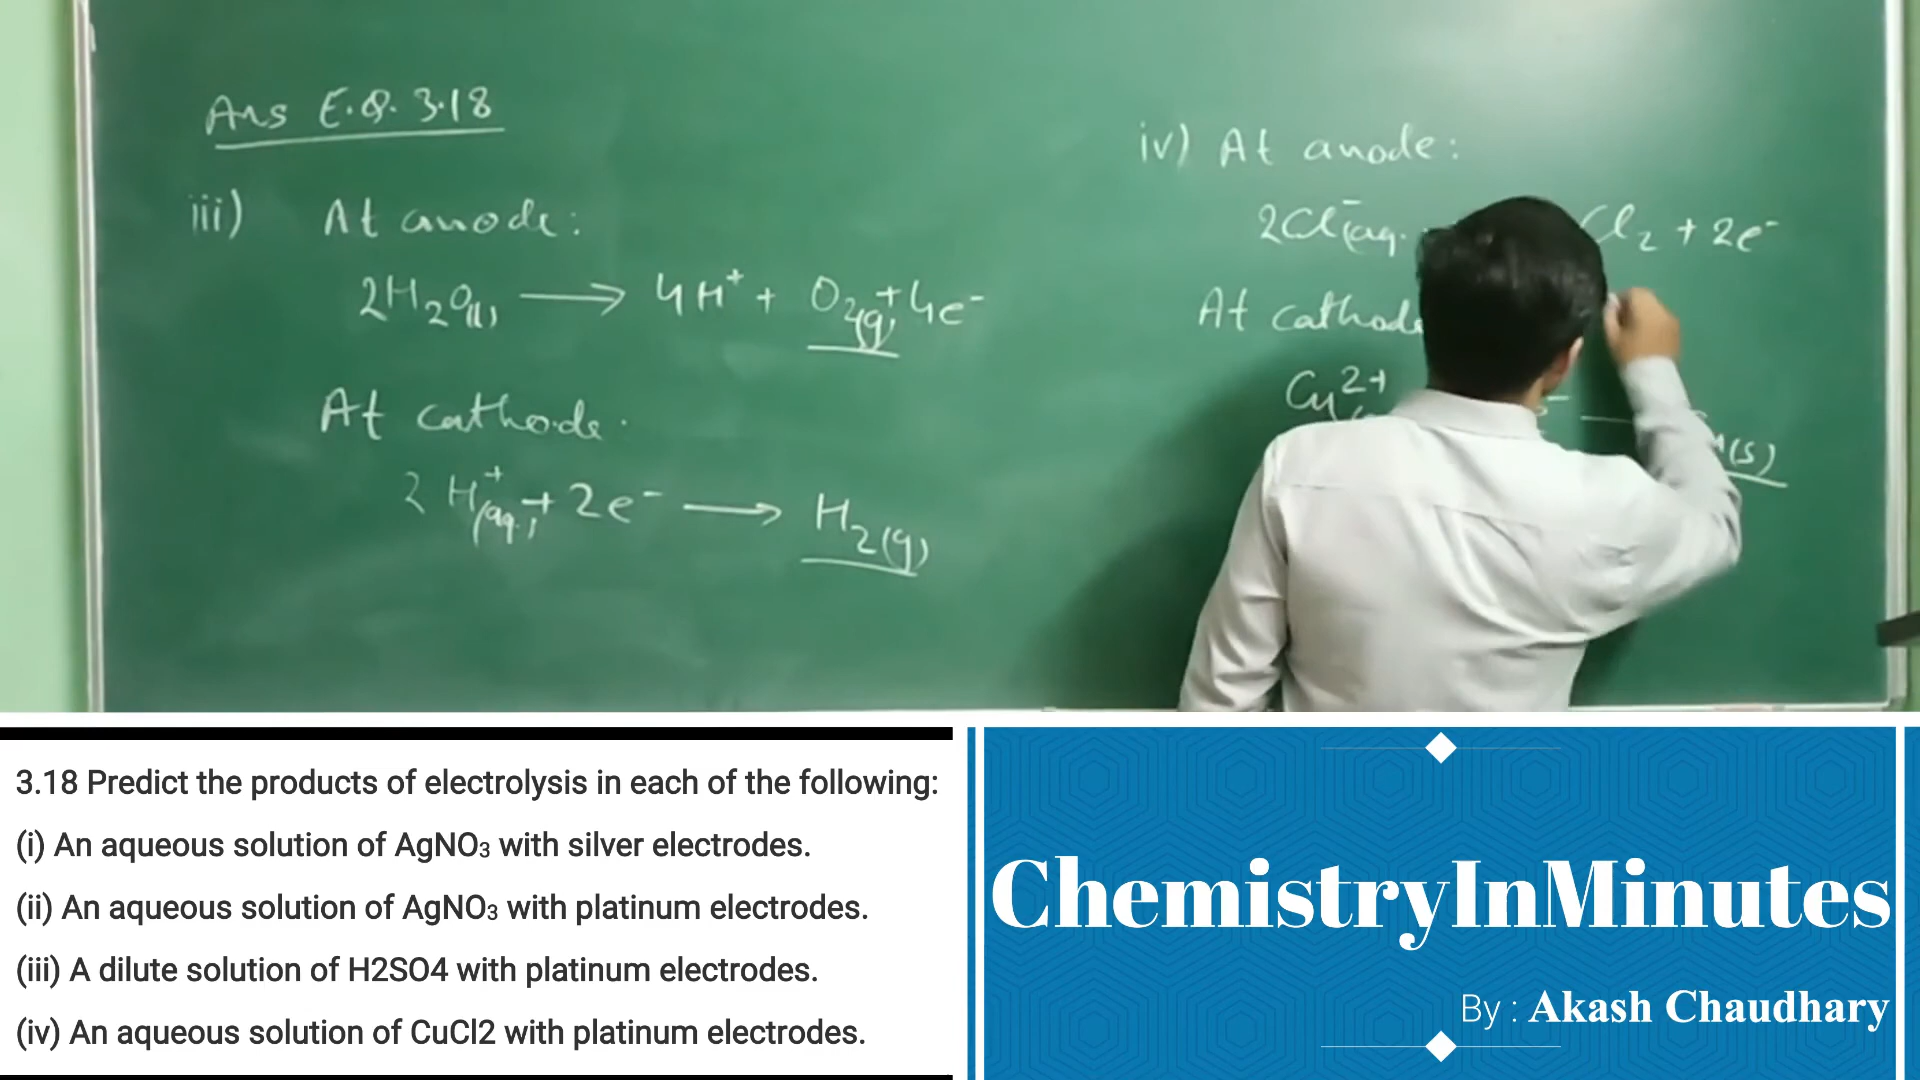 Ans E.Q. 3.18
iii) At anode:
2H₂O(l) ⟶ 4H⁺ + O₂(g) + 4e⁻
At cathode.
2H⁺(aq.) + 2e⁻ ⟶ H₂(g)
iv) At anode:
2Cl⁻(aq. Cl₂ + 2e⁻
At cathode
Cu²⁺ (s)
3.18 Predict the products of electrolysis in each of the following:
(i) An aqueous solution of AgNO₃ with silver electrodes.
(ii) An aqueous solution of AgNO₃ with platinum electrodes.
(iii) A dilute solution of H2SO4 with platinum electrodes.
(iv) An aqueous solution of CuCl2 with platinum electrodes.
ChemistryInMinutes
By : Akash Chaudhary